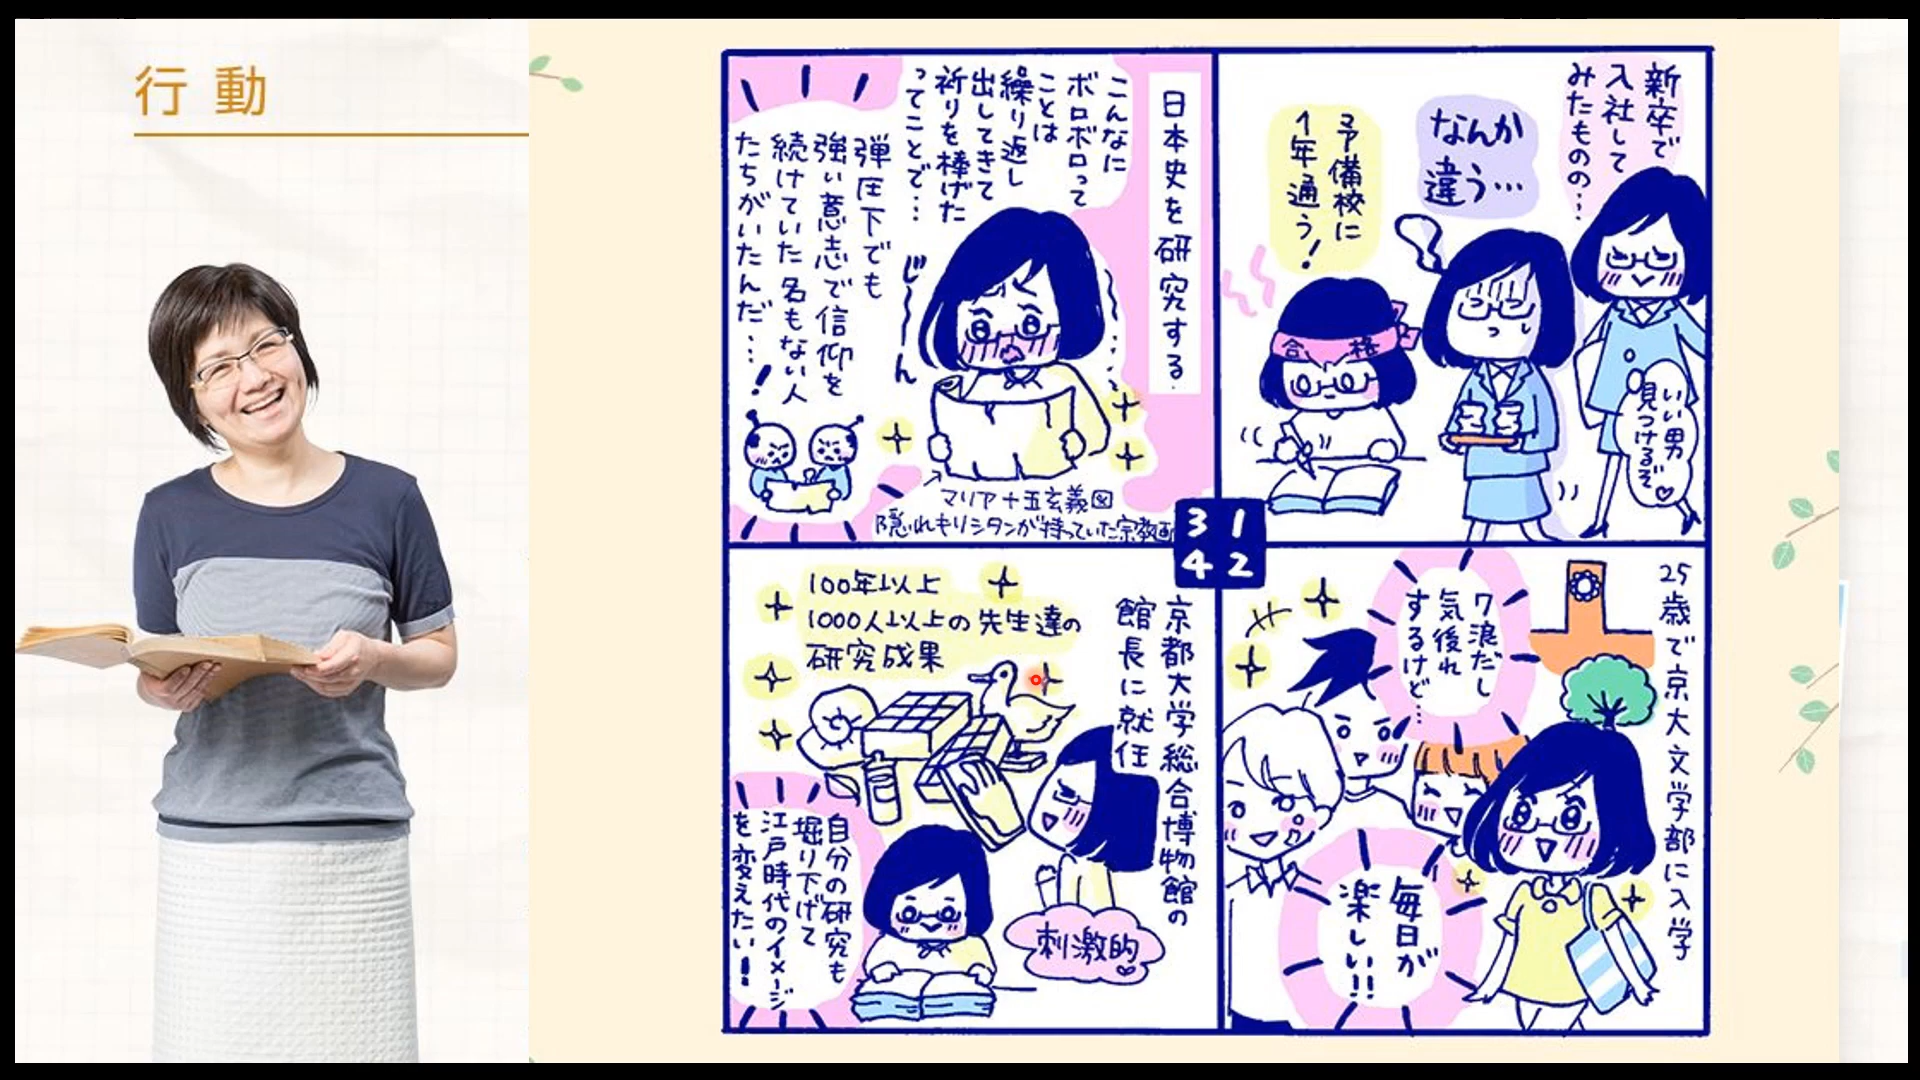 行動
新卒で
入社して
みたものの…
いい男
見つけるぞ
なんか
違う…
予備校に
1年通う!
合格
25歳で京大文学部に入学
7浪だし
気後れ
するけど…
毎日が
楽しい!!
日本史を研究する
こんなに
ボロボロって
ことは
繰り返し
出してきて
祈りを捧げた
ってことで…
じーん
弾圧下でも
強い意志で信仰を
続けていた名もない人
たちがいたんだ…!
マリア十五玄義図
隠れキリシタンが持っていた宗教画
3 1
4 2
京都大学総合博物館の
館長に就任
100年以上
1000人以上の先生達の
研究成果
刺激的
自分の研究も
堀り下げて
江戸時代のイメージ
を変えたい!